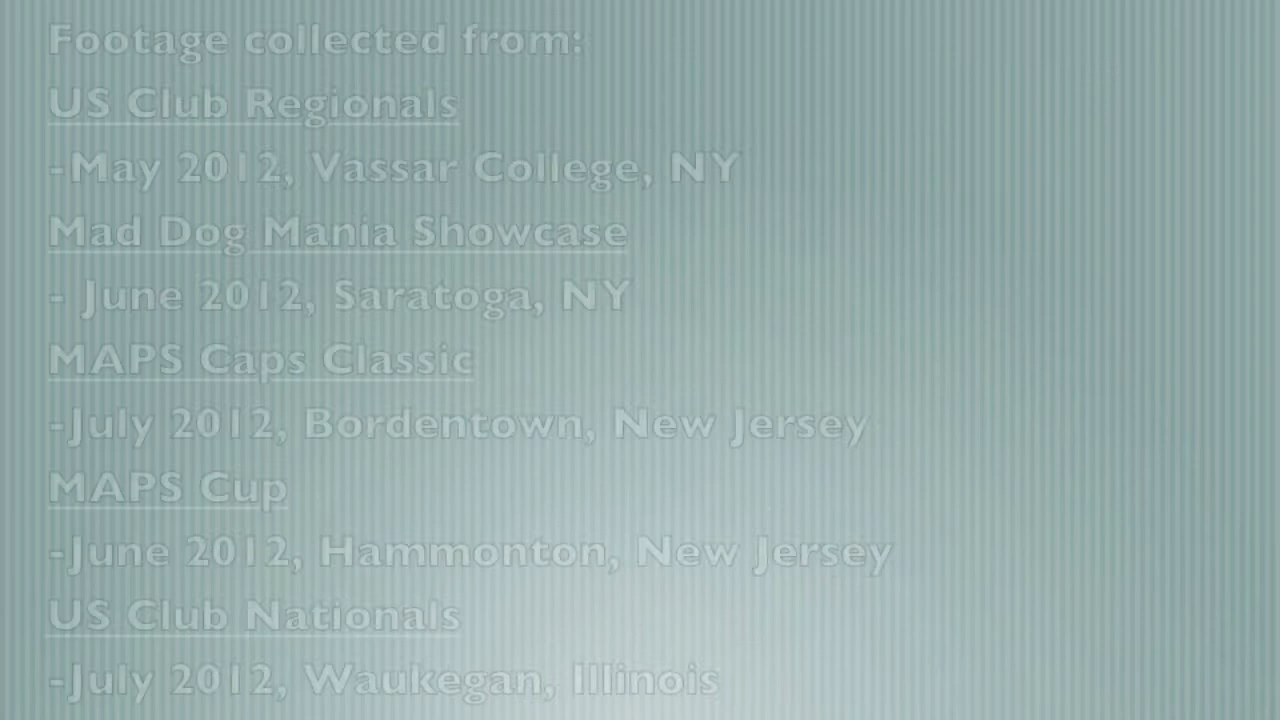 Footage collected from:
US Club Regionals
-May 2012, Vassar College, NY
Mad Dog Mania Showcase
- June 2012, Saratoga, NY
MAPS Caps Classic
-July 2012, Bordentown, New Jersey
MAPS Cup
-June 2012, Hammonton, New Jersey
US Club Nationals
-July 2012, Waukegan, Illinois